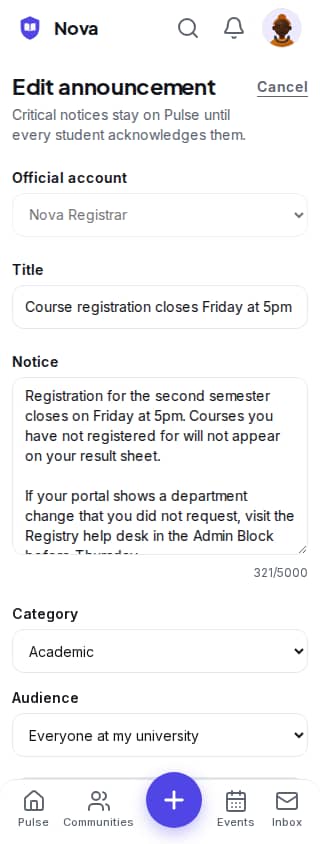 Nova
Edit announcement
Cancel
Critical notices stay on Pulse until
every student acknowledges them.
Official account
Nova Registrar
Title
Course registration closes Friday at 5pm
Notice
Registration for the second semester
closes on Friday at 5pm. Courses you
have not registered for will not appear
on your result sheet.
If your portal shows a department
change that you did not request, visit the
Registry help desk in the Admin Block
before Thursday
321/5000
Category
Academic
Audience
Everyone at my university
Pulse
Communities
Events
Inbox